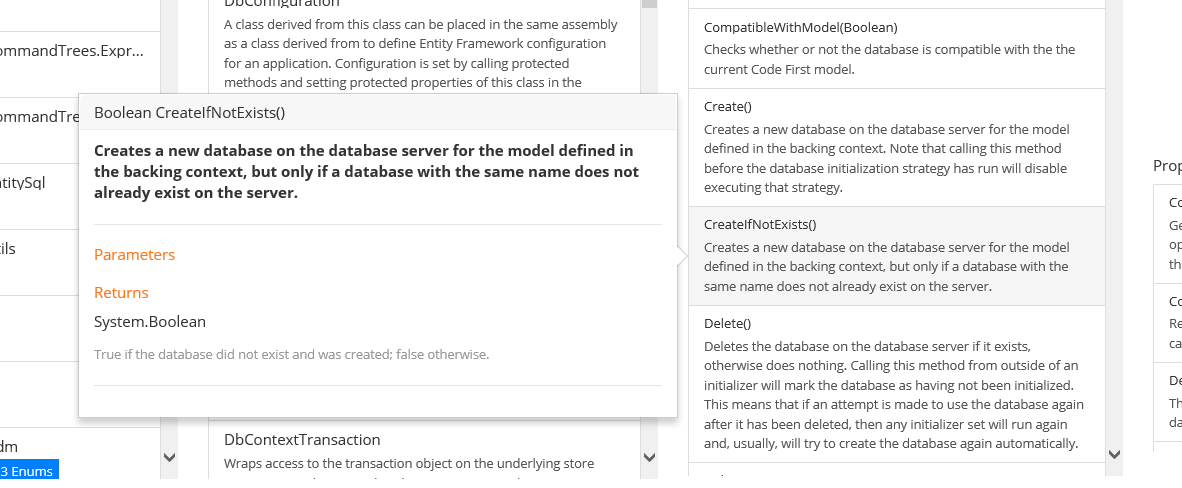 ommandTrees.Expr...
ommandTre
ntitySql
ils
dm
3 Enums
DbConfiguration
A class derived from this class can be placed in the same assembly
as a class derived from to define Entity Framework configuration
for an application. Configuration is set by calling protected
methods and setting protected properties of this class in the
Boolean CreateIfNotExists()
Creates a new database on the database server for the model defined in
the backing context, but only if a database with the same name does not
already exist on the server.
Parameters
Returns
System.Boolean
True if the database did not exist and was created; false otherwise.
DbContextTransaction
Wraps access to the transaction object on the underlying store
CompatibleWithModel(Boolean)
Checks whether or not the database is compatible with the the
current Code First model.
Create()
Creates a new database on the database server for the model
defined in the backing context. Note that calling this method
before the database initialization strategy has run will disable
executing that strategy.
CreateIfNotExists()
Creates a new database on the database server for the model
defined in the backing context, but only if a database with the
same name does not already exist on the server.
Delete()
Deletes the database on the database server if it exists,
otherwise does nothing. Calling this method from outside of an
initializer will mark the database as having not been initialized.
This means that if an attempt is made to use the database again
after it has been deleted, then any initializer set will run again
and, usually, will try to create the database again automatically.
Prop
Co
Ge
op
th
Co
Re
ca
De
Th
da